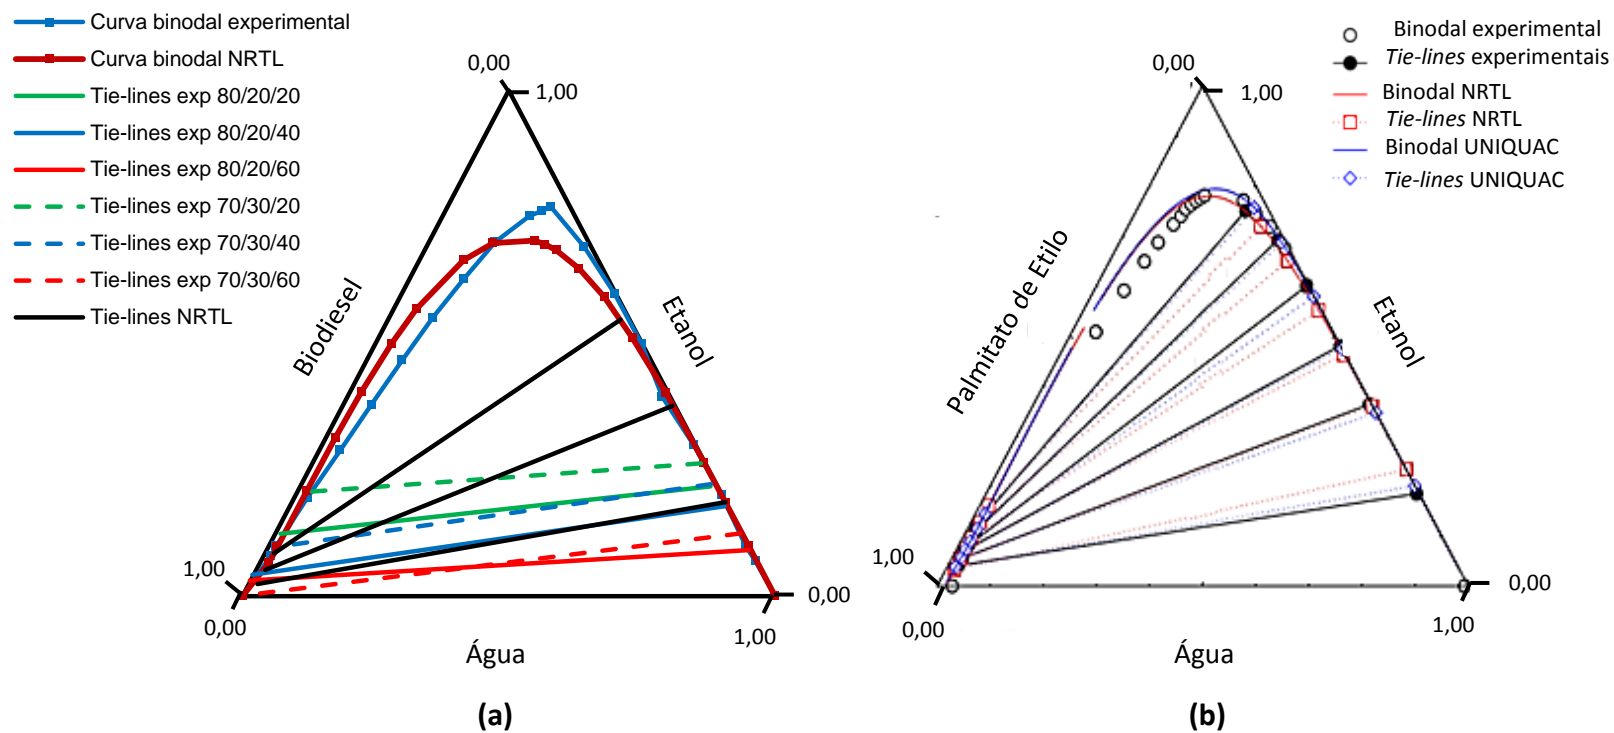 Curva binodal experimental
Curva binodal NRTL
Tie-lines exp 80/20/20
Tie-lines exp 80/20/40
Tie-lines exp 80/20/60
Tie-lines exp 70/30/20
Tie-lines exp 70/30/40
Tie-lines exp 70/30/60
Tie-lines NRTL
0,00
1,00
Biodiesel
Etanol
1,00
0,00
0,00
1,00
Água
(a)
Binodal experimental
Tie-lines experimentais
Binodal NRTL
Tie-lines NRTL
Binodal UNIQUAC
Tie-lines UNIQUAC
0,00
1,00
Palmitato de Etilo
Etanol
1,00
0,00
0,00
1,00
Água
(b)